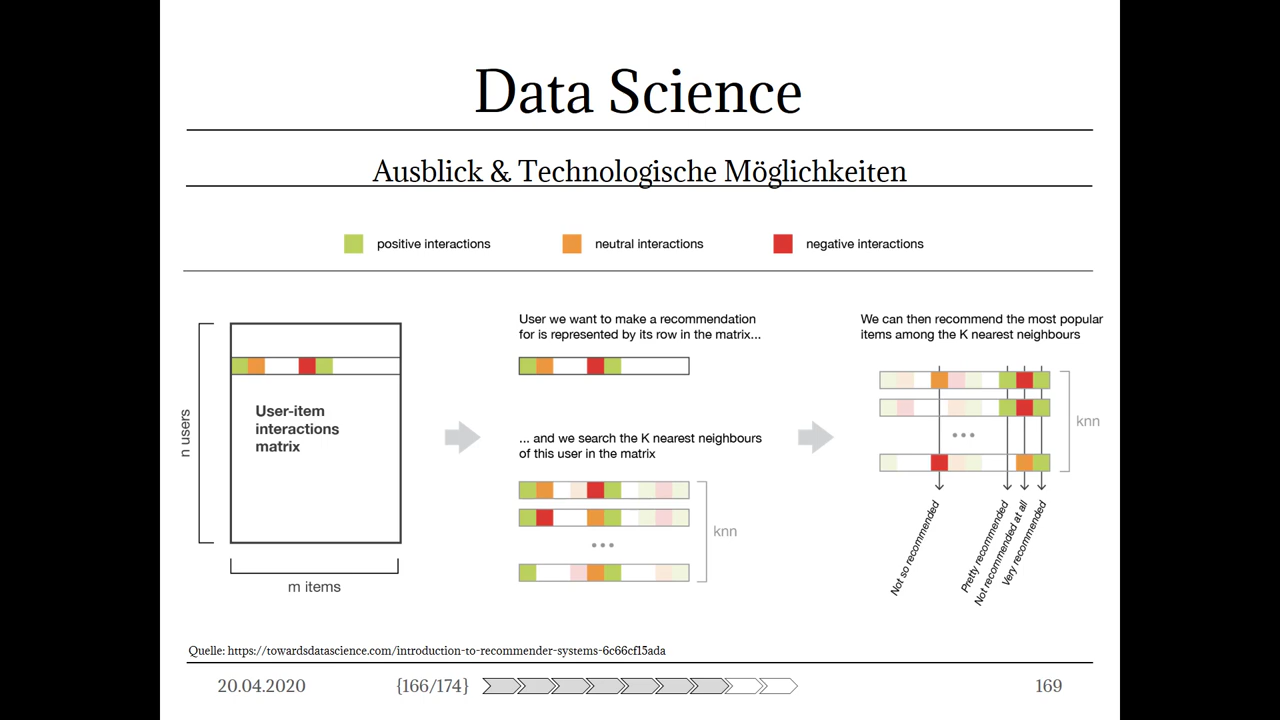 Data Science
Ausblick & Technologische Möglichkeiten
positive interactions
neutral interactions
negative interactions
n users
User-item
interactions
matrix
m items
User we want to make a recommendation
for is represented by its row in the matrix...
... and we search the K nearest neighbours
of this user in the matrix
knn
We can then recommend the most popular
items among the K nearest neighbours
knn
Not so recommended
Pretty recommended
Not recommended at all
Very recommended
Quelle: https://towardsdatascience.com/introduction-to-recommender-systems-6c66cf15ada
20.04.2020
{166/174}
169